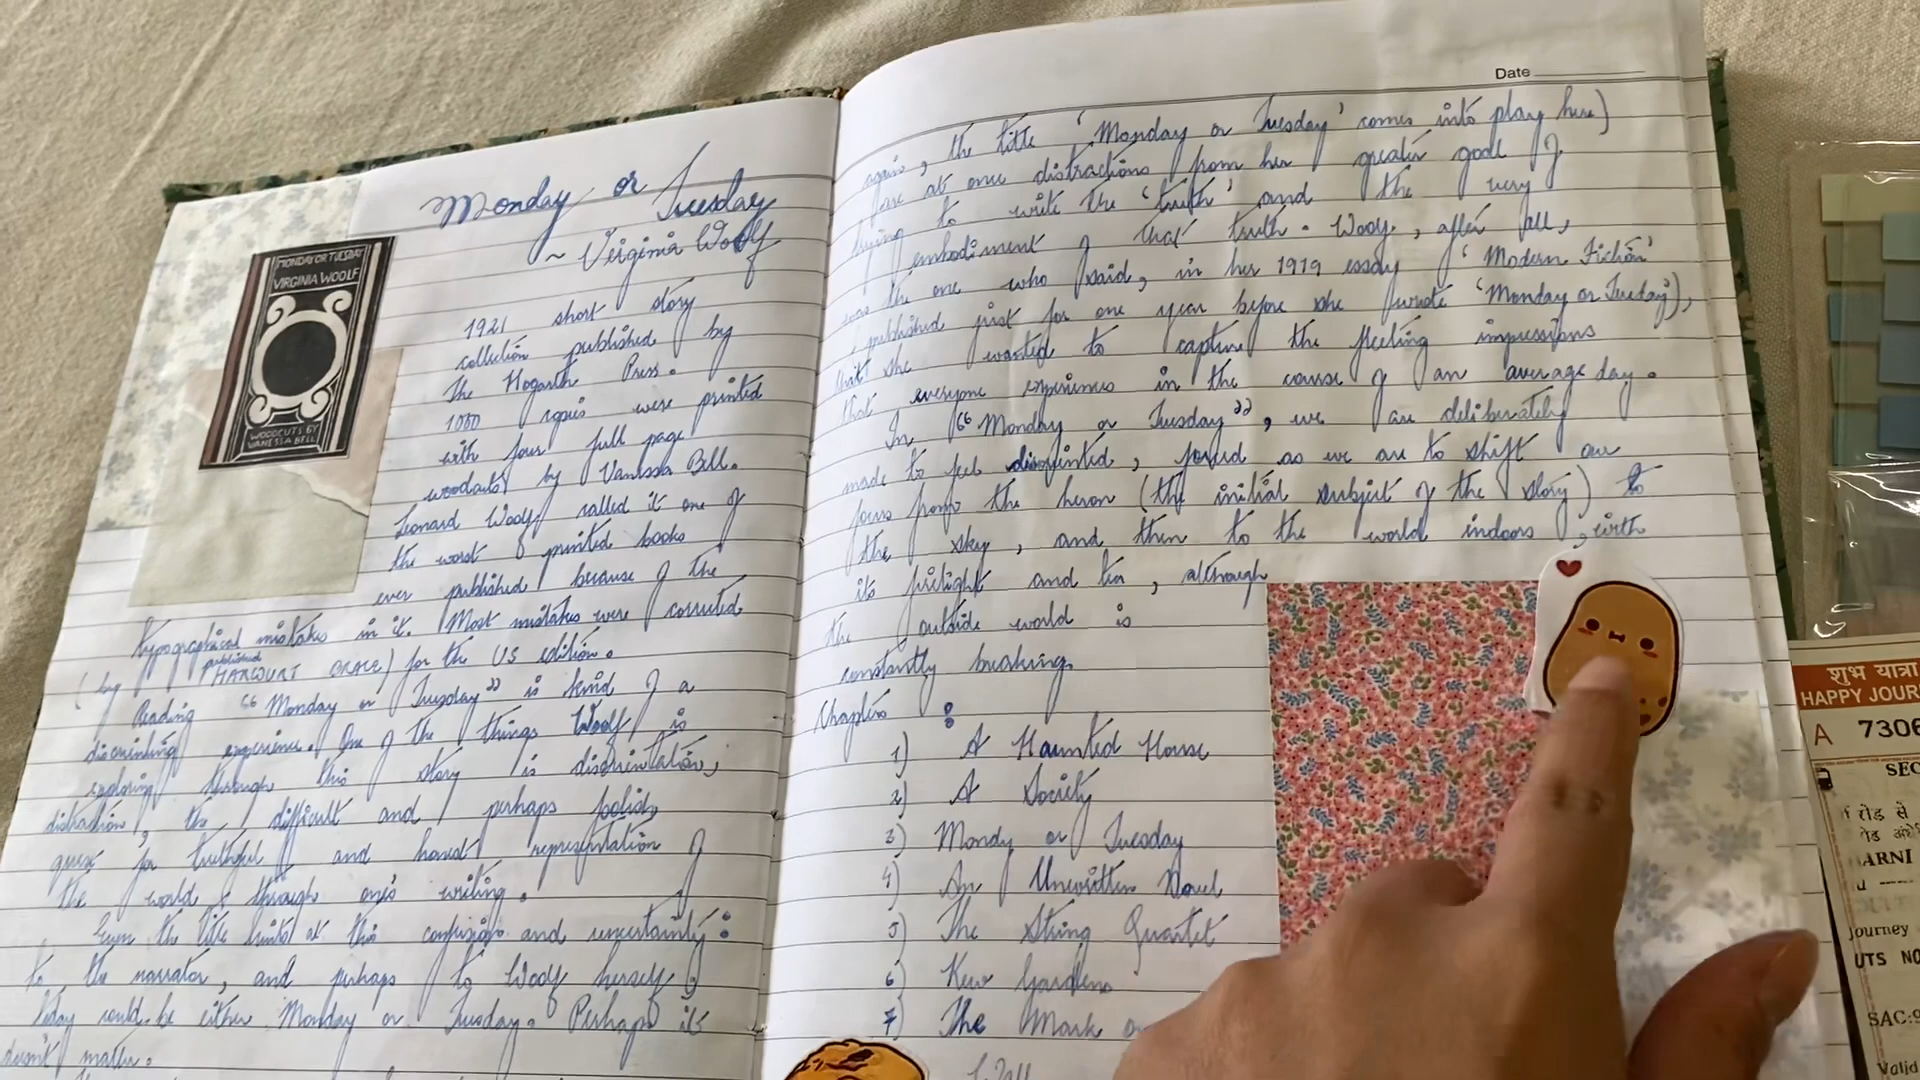 Monday or Tuesday
~ Virginia Woolf
MONDAY OR TUESDAY
VIRGINIA WOOLF
WOODCUTS BY
VANESSA BELL
1921 short story
collection published by
The Hogarth Press.
1000 copies were printed
with four full page
woodcuts by Vanessa Bell.
Leonard Woolf called it one of
the worst printed books
ever published because of the
typographical mistakes in it. Most mistakes were corrected
(by published HARCOURT BRACE) for the US edition.
Reading "Monday or Tuesday" is kind of a
disorienting experience. One of the things Woolf is
exploring through this story is disorientation,
distraction, the difficult and perhaps
quest for truthful and honest representation of
the world, through one's writing.
Even the title hints at this confusion and uncertainty:
to the narrator, and perhaps to Woolf herself,
today could be either Monday or Tuesday. Perhaps it
doesn't matter.
Date
again, the title 'Monday or Tuesday' comes into play here)
are at once distractions from her greater goal of
trying to write the 'truth' and the very
embodiment of that truth. Woolf, after all,
was the one who said, in her 1919 essay 'Modern Fiction'
(published just for one year before she wrote 'Monday or Tuesday'),
that she wanted to capture the fleeting impressions
that everyone experiences in the course of an average day.
In "Monday or Tuesday", we are deliberately
made to feel disoriented, forced as we are to shift our
focus from the heron (the initial subject of the story) to
the sky, and then to the world indoors, with
its firelight and tea, although
the outside world is
constantly breaking
Chapters :
1) A Haunted House
2) A Society
3) Mondy or Tuesday
4) An Unwritten Novel
5) The String Quartet
6) Kew Gardens
7) The Mark
Wall
शुभ यात्रा
HAPPY JOUR
A 7306
SEC
रोड से
ARNI
journey
UTS NO
SAC:9
Valid